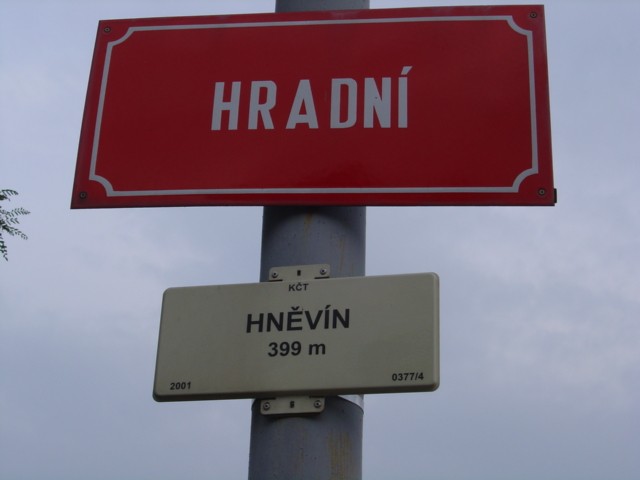 HRADNÍ
KČT
HNĚVÍN
399 m
2001 0377/4